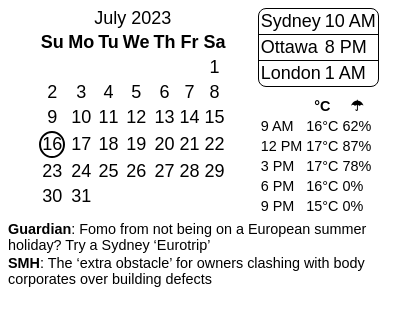 July 2023
Su Mo Tu We Th Fr Sa
1
2 3 4 5 6 7 8
9 10 11 12 13 14 15
16 17 18 19 20 21 22
23 24 25 26 27 28 29
30 31
Sydney 10 AM
Ottawa 8 PM
London 1 AM
°C ☂
9 AM 16°C 62%
12 PM 17°C 87%
3 PM 17°C 78%
6 PM 16°C 0%
9 PM 15°C 0%
Guardian: Fomo from not being on a European summer
holiday? Try a Sydney ‘Eurotrip’
SMH: The ‘extra obstacle’ for owners clashing with body
corporates over building defects